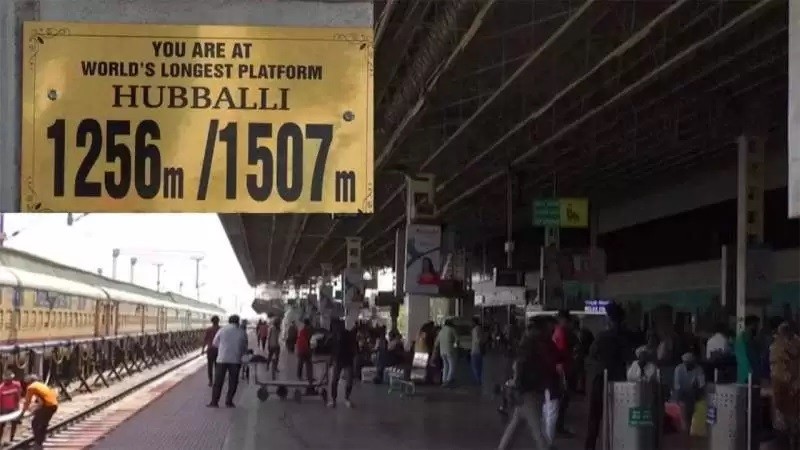 YOU ARE AT
WORLD'S LONGEST PLATFORM
HUBBALLI
1256m /1507m